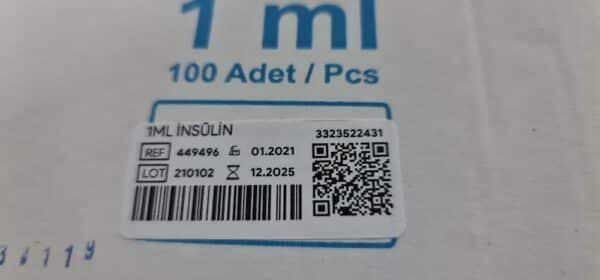 1 ml
100 Adet / Pcs
1ML İNSÜLİN
3323522431
REF 449496 01.2021
LOT 210102 12.2025